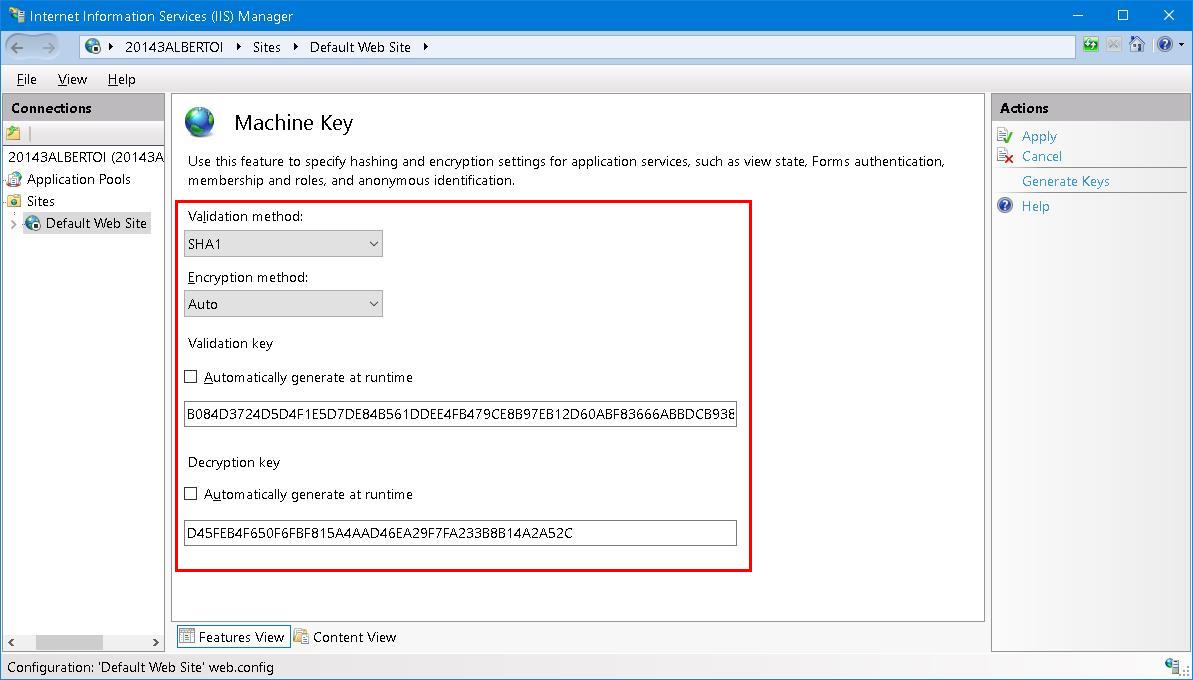 Internet Information Services (IIS) Manager
20143ALBERTOI Sites Default Web Site
File View Help
Connections
20143ALBERTOI (20143A
Application Pools
Sites
Default Web Site
Machine Key
Use this feature to specify hashing and encryption settings for application services, such as view state, Forms authentication,
membership and roles, and anonymous identification.
Validation method:
SHA1
Encryption method:
Auto
Validation key
Automatically generate at runtime
B084D3724D5D4F1E5D7DE84B561DDEE4FB479CE8B97EB12D60ABF83666ABBDCB938
Decryption key
Automatically generate at runtime
D45FEB4F650F6FBF815A4AAD46EA29F7FA233B8B14A2A52C
Features View Content View
Actions
Apply
Cancel
Generate Keys
Help
Configuration: 'Default Web Site' web.config